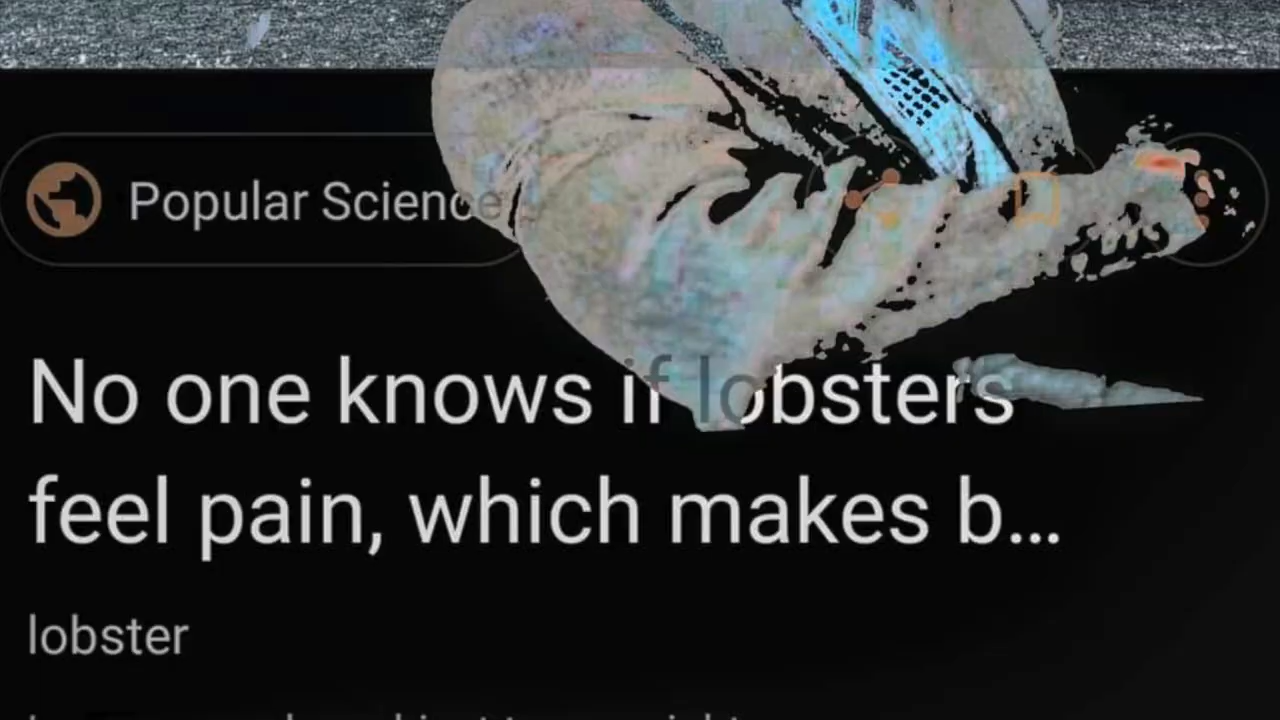 Popular Science
No one knows if lobsters
feel pain, which makes b...
lobster